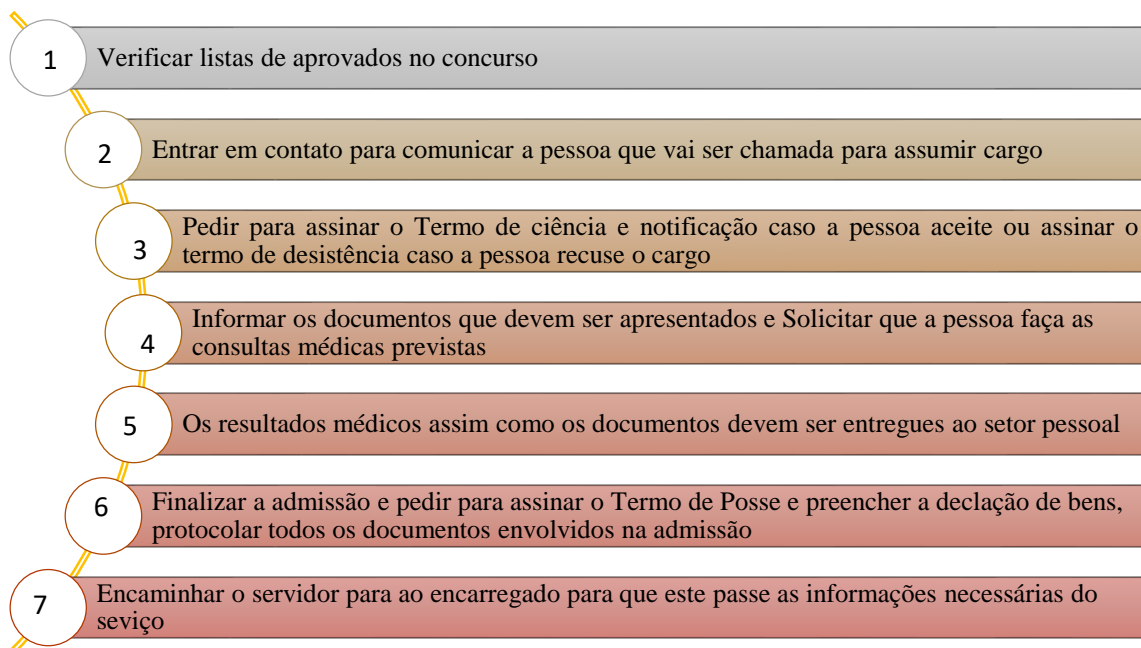 1 Verificar listas de aprovados no concurso
2 Entrar em contato para comunicar a pessoa que vai ser chamada para assumir cargo
3 Pedir para assinar o Termo de ciência e notificação caso a pessoa aceite ou assinar o
termo de desistência caso a pessoa recuse o cargo
4 Informar os documentos que devem ser apresentados e Solicitar que a pessoa faça as
consultas médicas previstas
5 Os resultados médicos assim como os documentos devem ser entregues ao setor pessoal
6 Finalizar a admissão e pedir para assinar o Termo de Posse e preencher a declação de bens,
protocolar todos os documentos envolvidos na admissão
7 Encaminhar o servidor para ao encarregado para que este passe as informações necessárias do
seviço